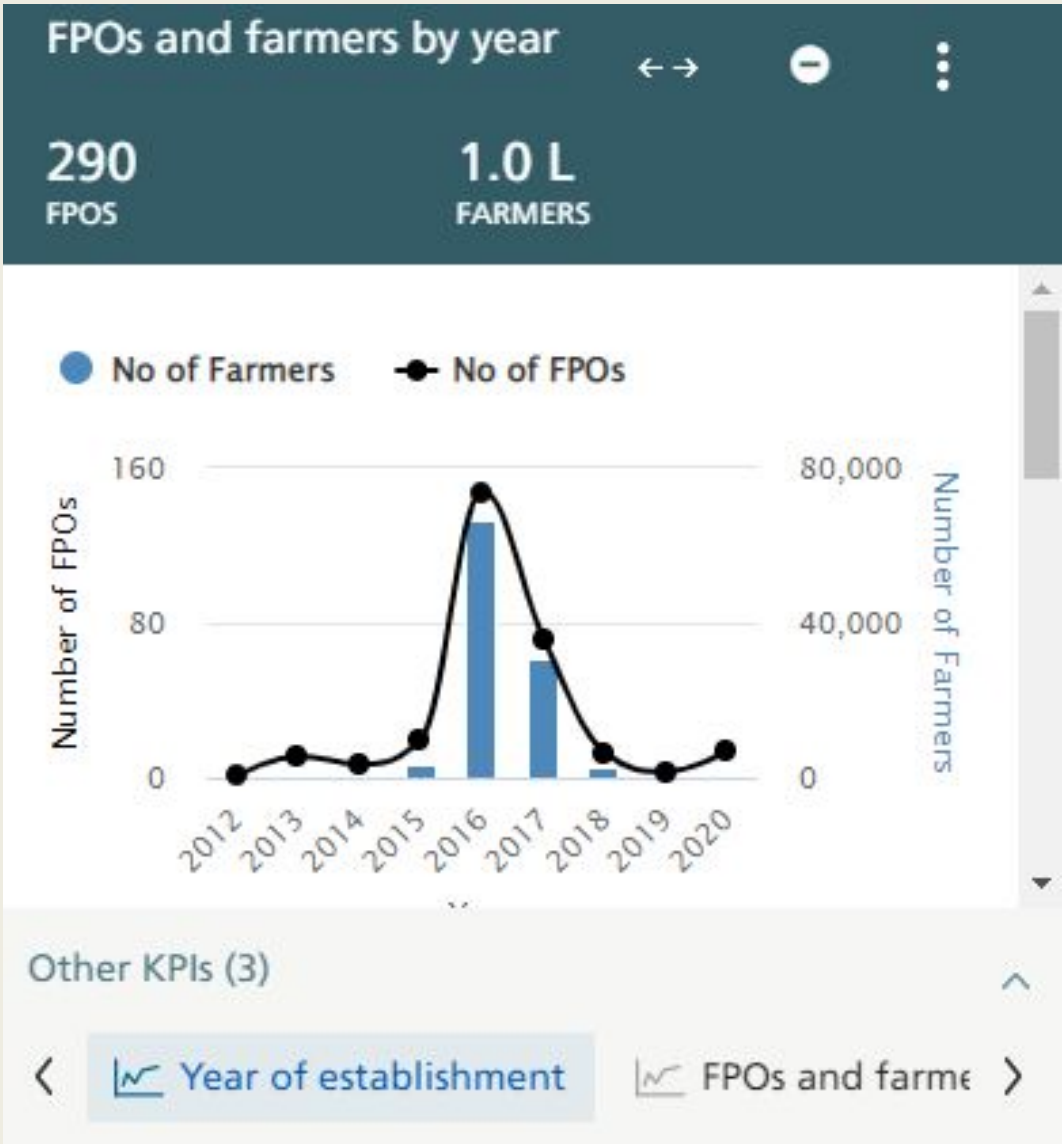 FPOs and farmers by year
290
FPOS
1.0 L
FARMERS
No of Farmers
No of FPOs
160
80
0
Number of FPOs
80,000
40,000
0
Number of Farmers
2012
2013
2014
2015
2016
2017
2018
2019
2020
Other KPIs (3)
Year of establishment
FPOs and farme